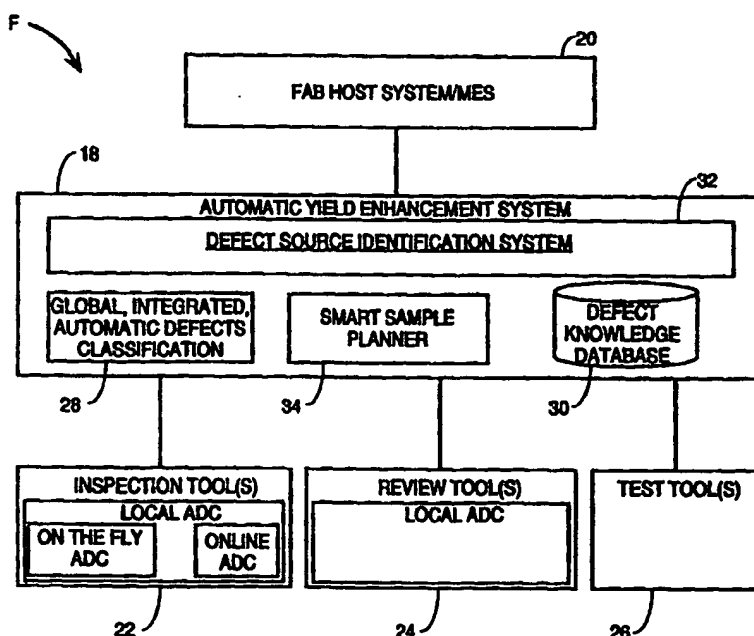 F
20
FAB HOST SYSTEM/MES
18
32
AUTOMATIC YIELD ENHANCEMENT SYSTEM
DEFECT SOURCE IDENTIFICATION SYSTEM
GLOBAL, INTEGRATED,
AUTOMATIC DEFECTS
CLASSIFICATION
SMART SAMPLE
PLANNER
DEFECT
KNOWLEDGE
DATABASE
28
34
30
INSPECTION TOOL(S)
LOCAL ADC
ON THE FLY
ADC
ONLINE
ADC
REVIEW TOOL(S)
LOCAL ADC
TEST TOOL(S)
22
24
26